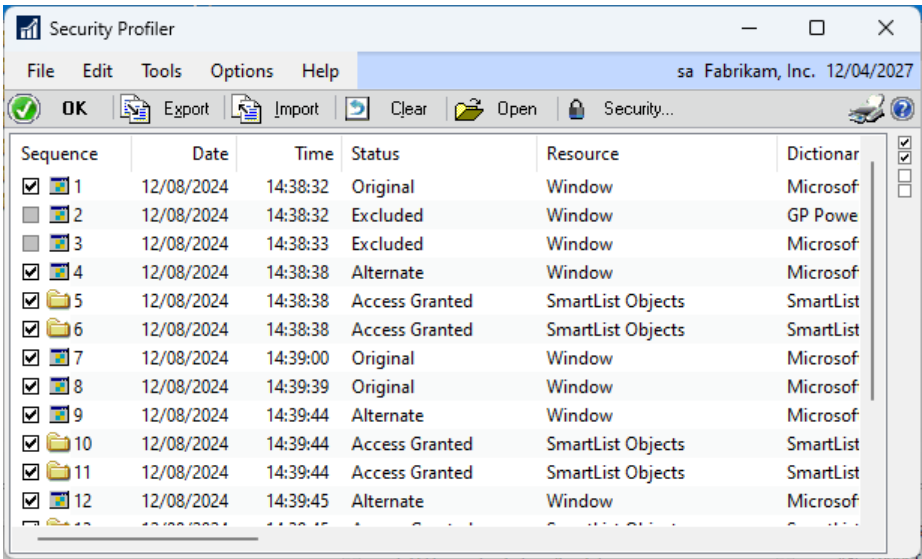 Security Profiler
File Edit Tools Options Help sa Fabrikam, Inc. 12/04/2027
OK Export Import Clear Open Security...
Sequence Date Time Status Resource Dictionar
1 12/08/2024 14:38:32 Original Window Microsof
2 12/08/2024 14:38:32 Excluded Window GP Powe
3 12/08/2024 14:38:33 Excluded Window Microsof
4 12/08/2024 14:38:38 Alternate Window Microsof
5 12/08/2024 14:38:38 Access Granted SmartList Objects SmartList
6 12/08/2024 14:38:38 Access Granted SmartList Objects SmartList
7 12/08/2024 14:39:00 Original Window Microsof
8 12/08/2024 14:39:39 Original Window Microsof
9 12/08/2024 14:39:44 Alternate Window Microsof
10 12/08/2024 14:39:44 Access Granted SmartList Objects SmartList
11 12/08/2024 14:39:44 Access Granted SmartList Objects SmartList
12 12/08/2024 14:39:45 Alternate Window Microsof